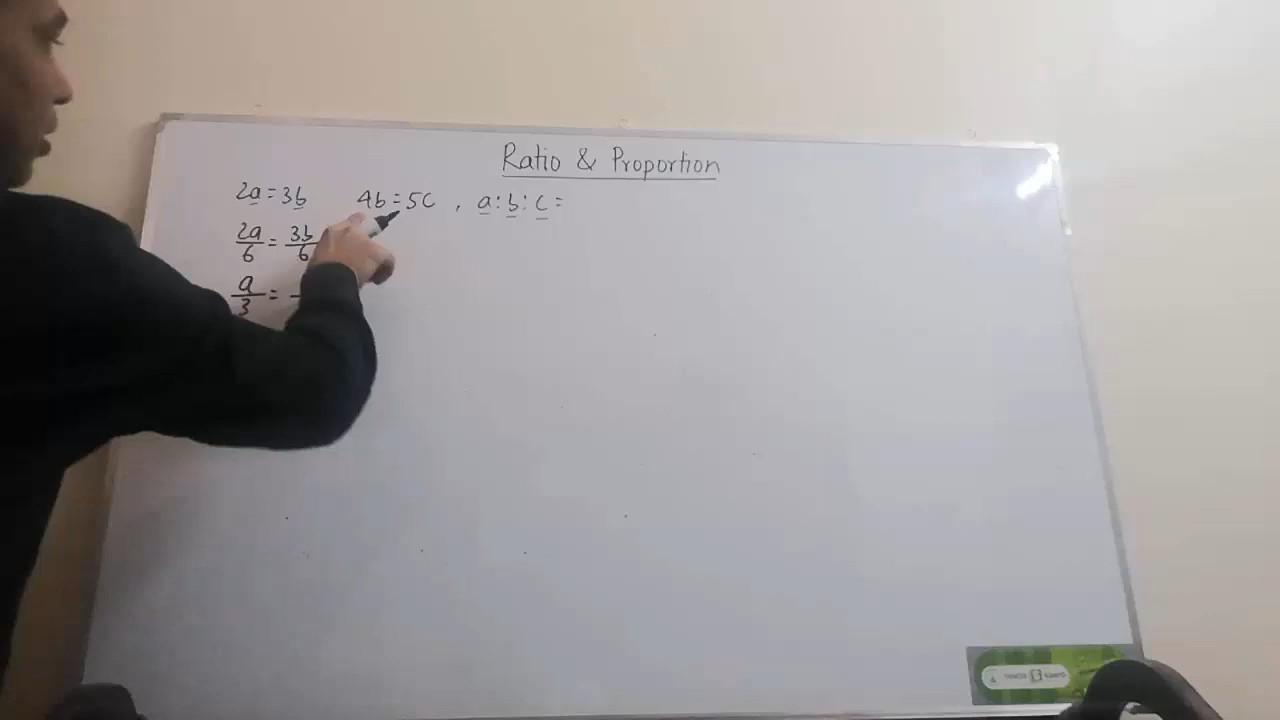 Ratio & Proportion
2a = 3b 4b = 5c , a : b : c =
2a/6 = 3b/6
a/3 =